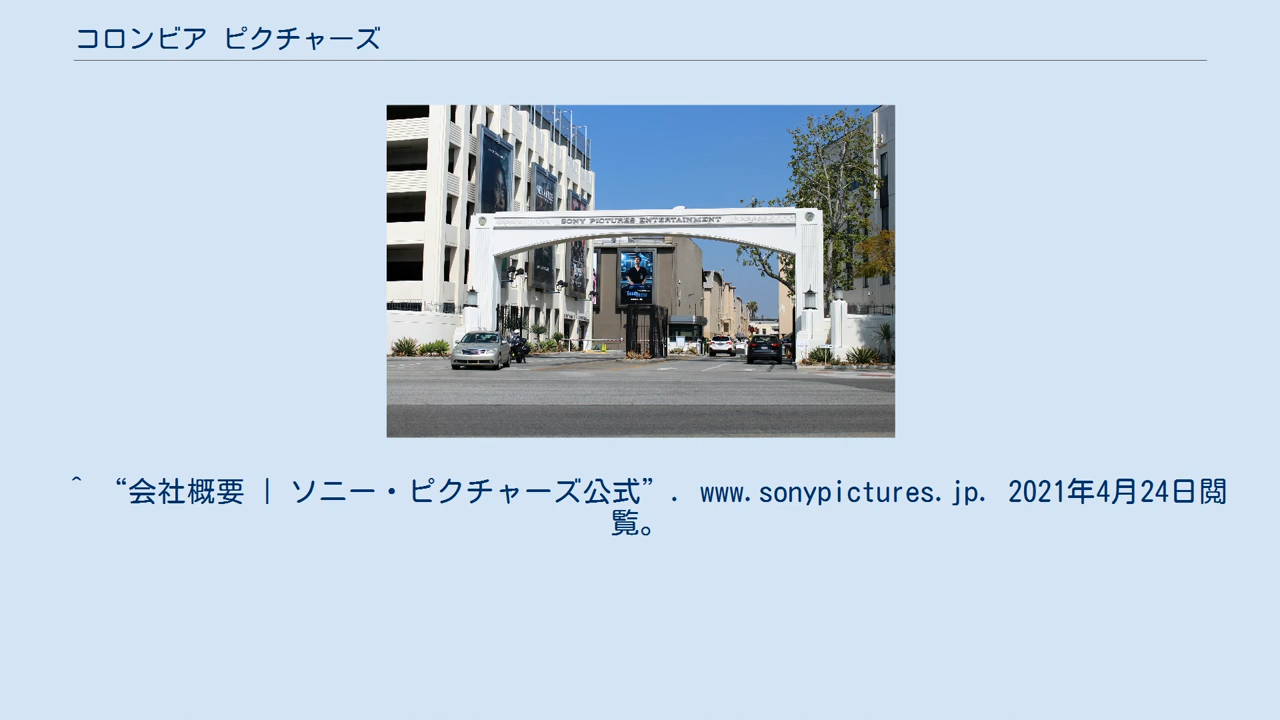 コロンビア ピクチャーズ
SONY PICTURES ENTERTAINMENT
^ “会社概要 | ソニー・ピクチャーズ公式”. www.sonypictures.jp. 2021年4月24日閲
覧。